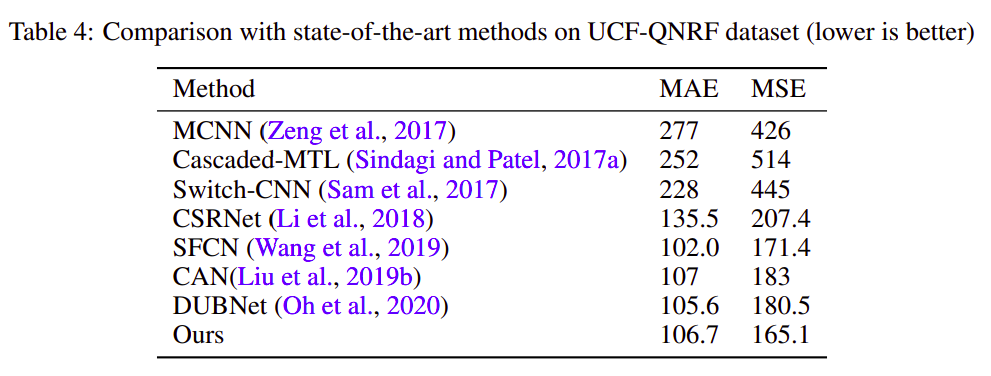 Table 4: Comparison with state-of-the-art methods on UCF-QNRF dataset (lower is better)
Method MAE MSE
MCNN (Zeng et al., 2017) 277 426
Cascaded-MTL (Sindagi and Patel, 2017a) 252 514
Switch-CNN (Sam et al., 2017) 228 445
CSRNet (Li et al., 2018) 135.5 207.4
SFCN (Wang et al., 2019) 102.0 171.4
CAN(Liu et al., 2019b) 107 183
DUBNet (Oh et al., 2020) 105.6 180.5
Ours 106.7 165.1